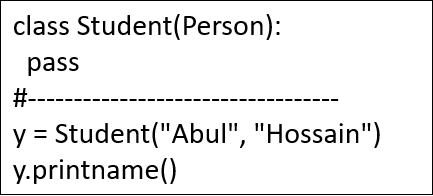 class Student(Person):
  pass
#----------------------------------
y = Student("Abul", "Hossain")
y.printname()